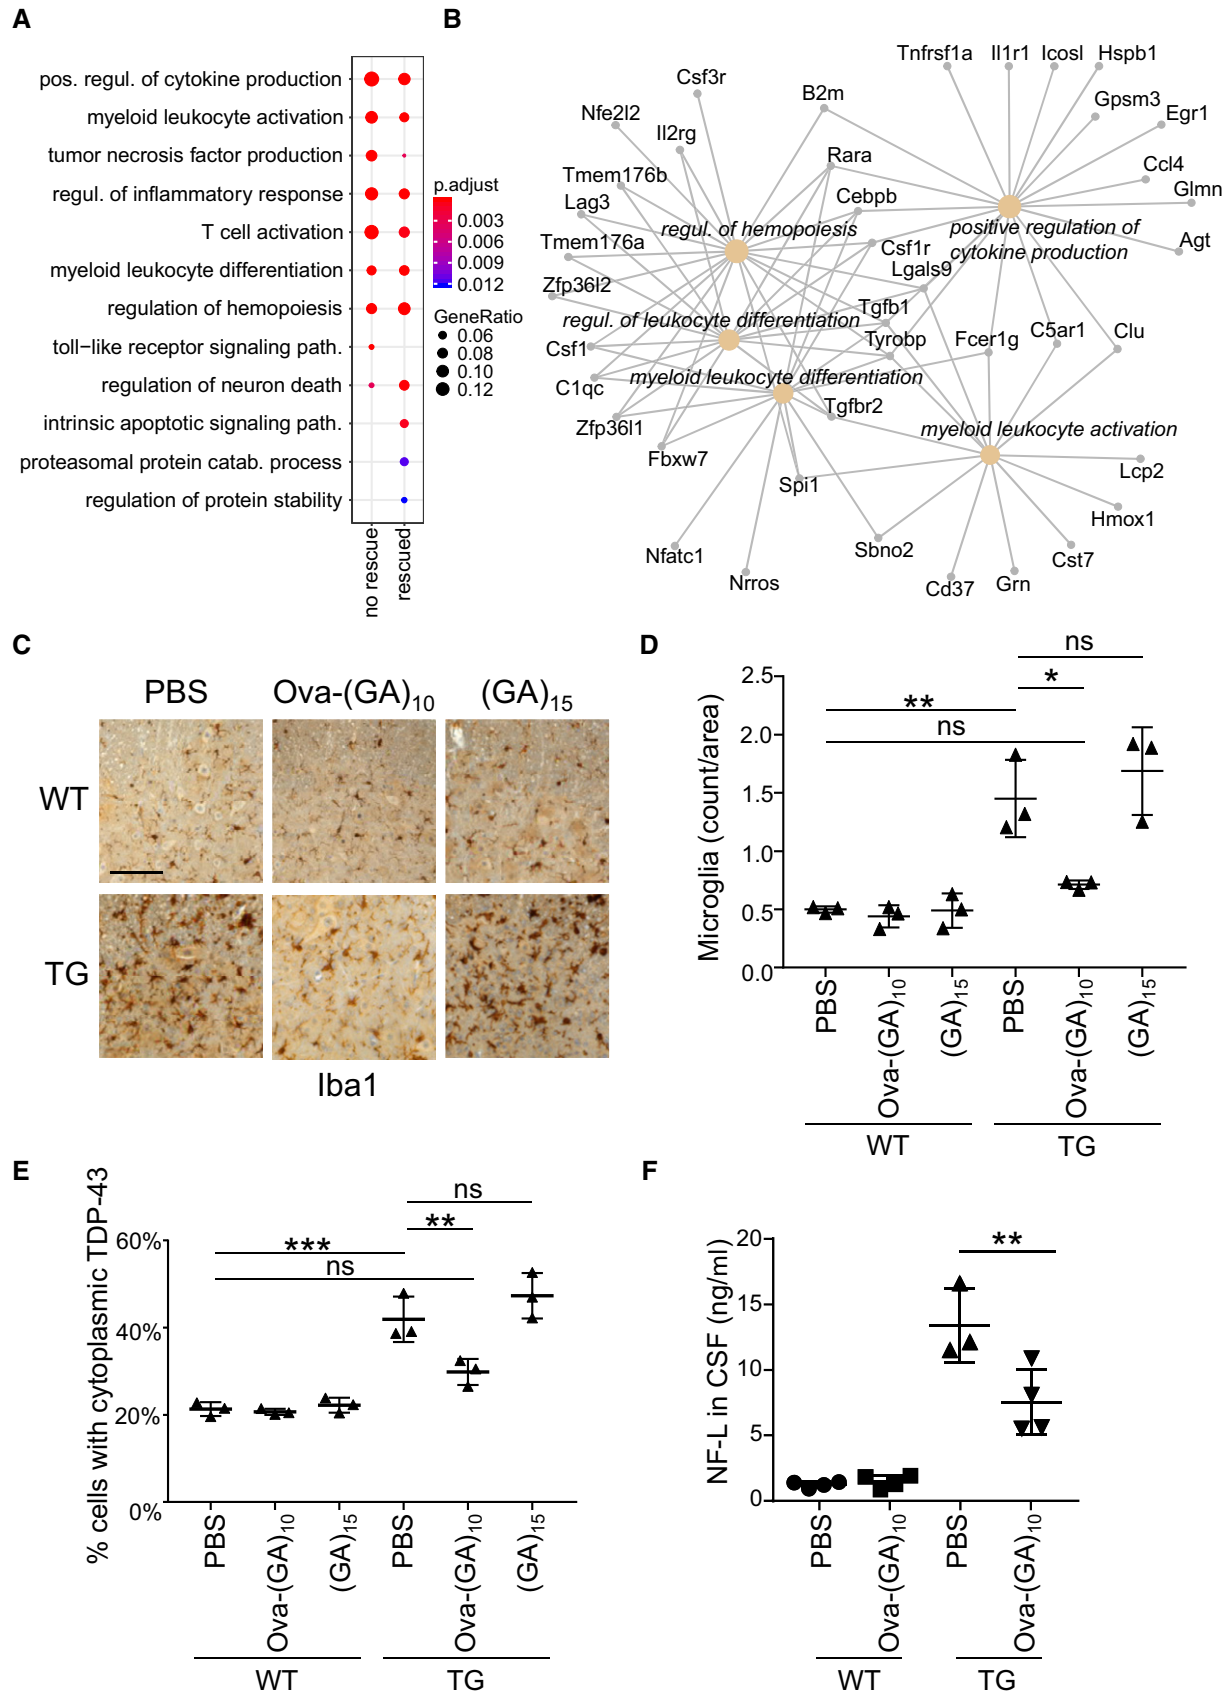 A
pos. regul. of cytokine production
myeloid leukocyte activation
tumor necrosis factor production
regul. of inflammatory response
T cell activation
myeloid leukocyte differentiation
regulation of hemopoiesis
toll−like receptor signaling path.
regulation of neuron death
intrinsic apoptotic signaling path.
proteasomal protein catab. process
regulation of protein stability
no rescue
rescued
p.adjust
0.003
0.006
0.009
0.012
GeneRatio
0.06
0.08
0.10
0.12
B
Tnfrsf1a
Il1r1
Icosl
Hspb1
Csf3r
B2m
Gpsm3
Egr1
Nfe2l2
Il2rg
Rara
Ccl4
Tmem176b
Cebpb
Glmn
Lag3
regul. of hemopoiesis
positive regulation of
cytokine production
Agt
Tmem176a
Csf1r
Lgals9
Zfp36l2
Tgfb1
regul. of leukocyte differentiation
Tyrobp
Fcer1g
C5ar1
Clu
Csf1
myeloid leukocyte differentiation
C1qc
Tgfbr2
Zfp36l1
myeloid leukocyte activation
Fbxw7
Spi1
Lcp2
Hmox1
Nfatc1
Sbno2
Cst7
Nrros
Cd37
Grn
C
PBS
Ova-(GA)10
(GA)15
WT
TG
Iba1
D
Microglia (count/area)
2.5
2.0
1.5
1.0
0.5
0.0
ns
*
**
ns
PBS
Ova-(GA)10
(GA)15
PBS
Ova-(GA)10
(GA)15
WT
TG
E
% cells with cytoplasmic TDP-43
60%
40%
20%
0%
ns
**
***
ns
PBS
Ova-(GA)10
(GA)15
PBS
Ova-(GA)10
(GA)15
WT
TG
F
NF-L in CSF (ng/ml)
20
15
10
5
0
**
PBS
Ova-(GA)10
PBS
Ova-(GA)10
WT
TG